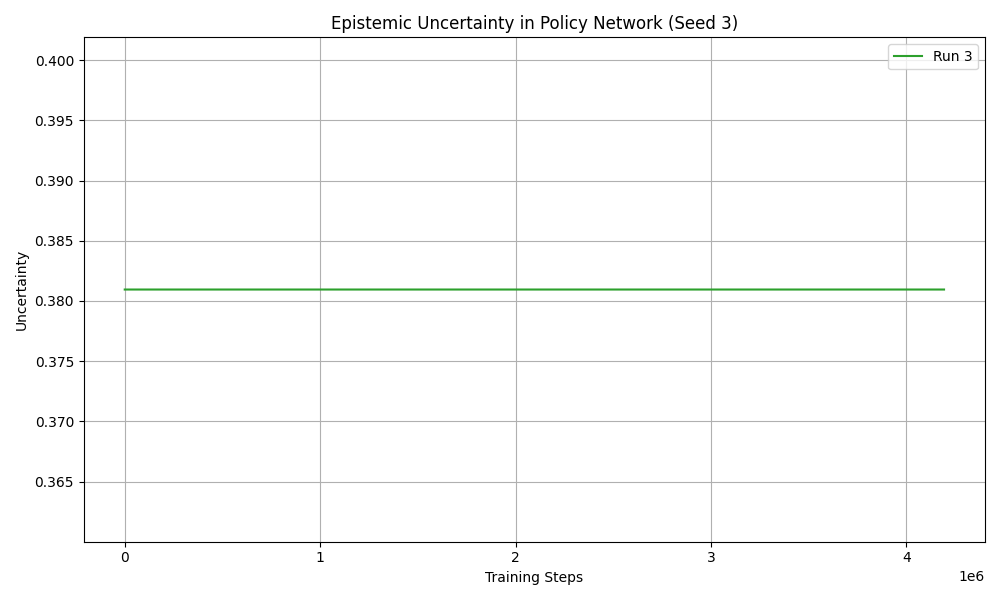 Epistemic Uncertainty in Policy Network (Seed 3)
Run 3
0.400
0.395
0.390
0.385
0.380
0.375
0.370
0.365
Uncertainty
0
1
2
3
4
1e6
Training Steps